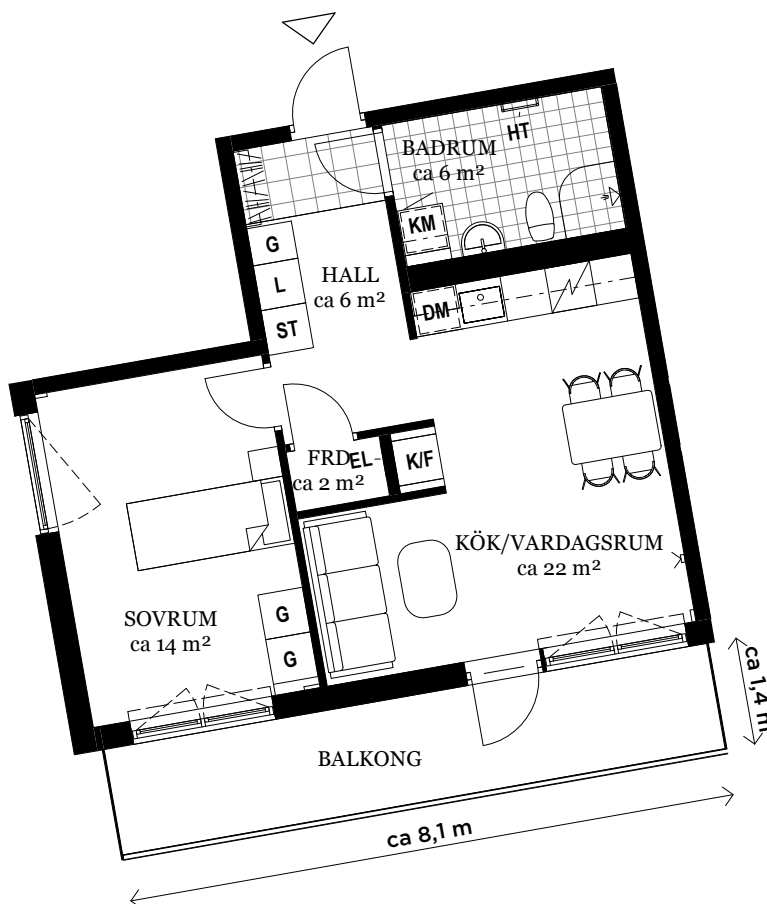 HT
BADRUM
ca 6 m²
KM
G
HALL
ca 6 m²
L
DM
ST
FRD
EL
K/F
ca 2 m²
KÖK/VARDAGSRUM
ca 22 m²
SOVRUM
ca 14 m²
G
G
ca 1,4 m
BALKONG
ca 8,1 m